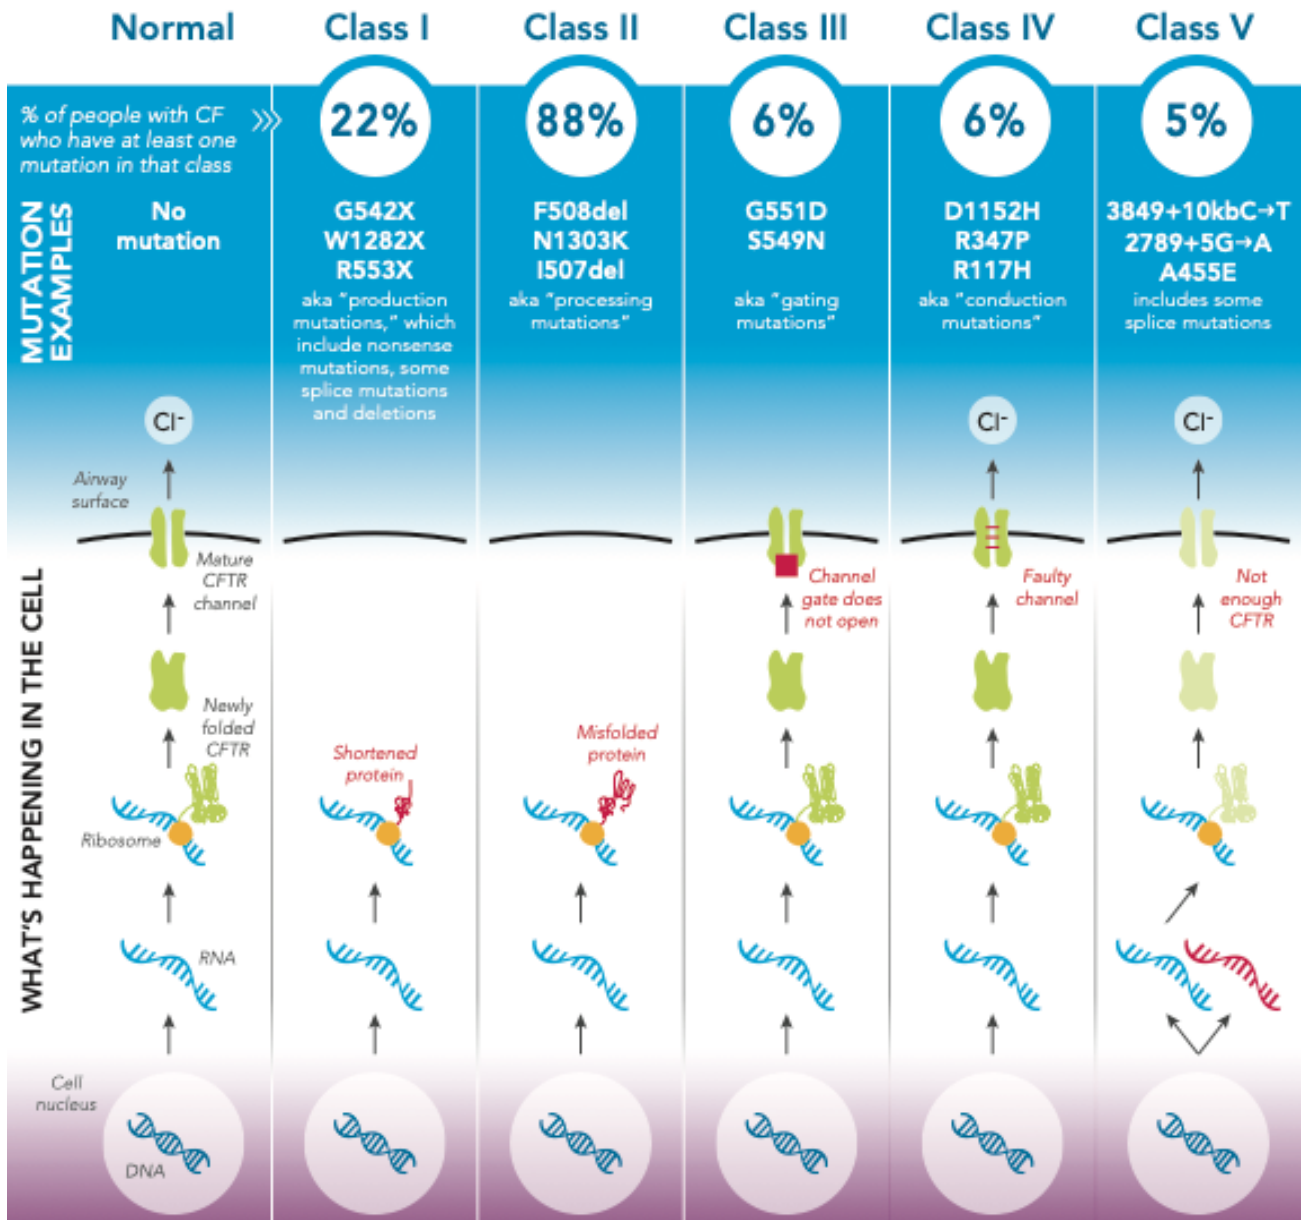 Normal
Class I
Class II
Class III
Class IV
Class V
% of people with CF
who have at least one
mutation in that class
22%
88%
6%
6%
5%
MUTATION
EXAMPLES
No
mutation
G542X
W1282X
R553X
aka "production
mutations," which
include nonsense
mutations, some
splice mutations
and deletions
F508del
N1303K
I507del
aka "processing
mutations"
G551D
S549N
aka "gating
mutations"
D1152H
R347P
R117H
aka "conduction
mutations"
3849+10kbC→T
2789+5G→A
A455E
includes some
splice mutations
WHAT'S HAPPENING IN THE CELL
Cl-
Airway
surface
Mature
CFTR
channel
Newly
folded
CFTR
Ribosome
RNA
Cell
nucleus
DNA
Shortened
protein
Misfolded
protein
Channel
gate does
not open
Cl-
Faulty
channel
Cl-
Not
enough
CFTR